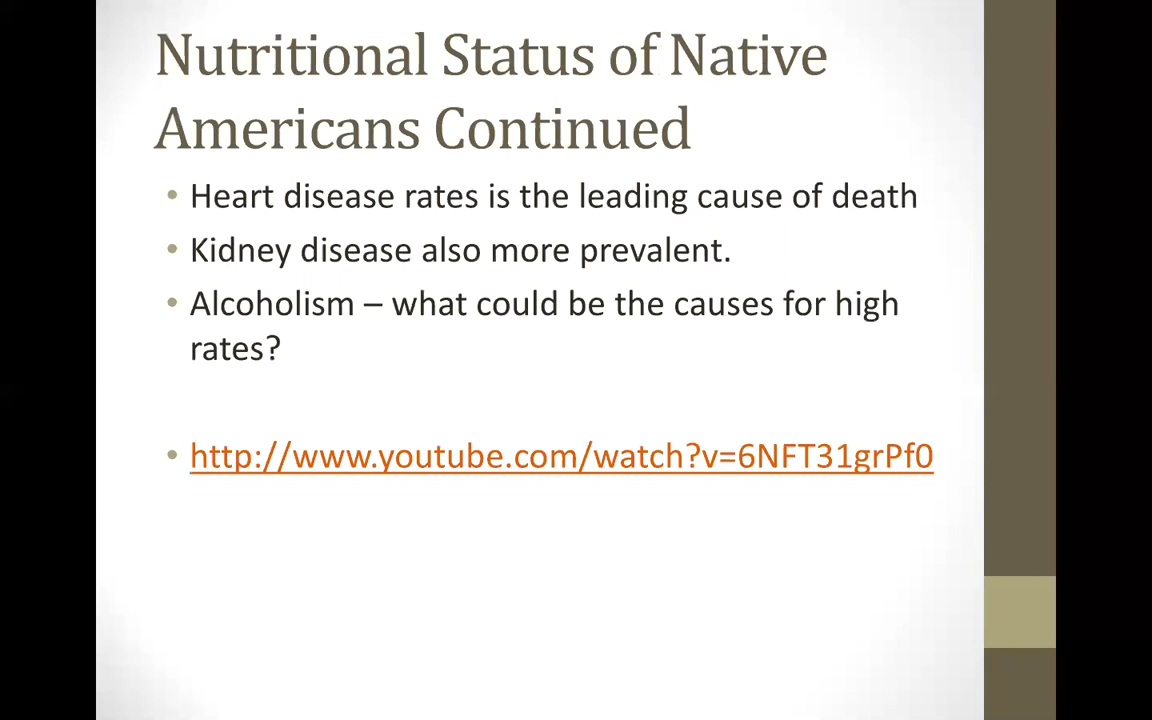 Nutritional Status of Native
Americans Continued
• Heart disease rates is the leading cause of death
• Kidney disease also more prevalent.
• Alcoholism – what could be the causes for high
rates?
• http://www.youtube.com/watch?v=6NFT31grPf0